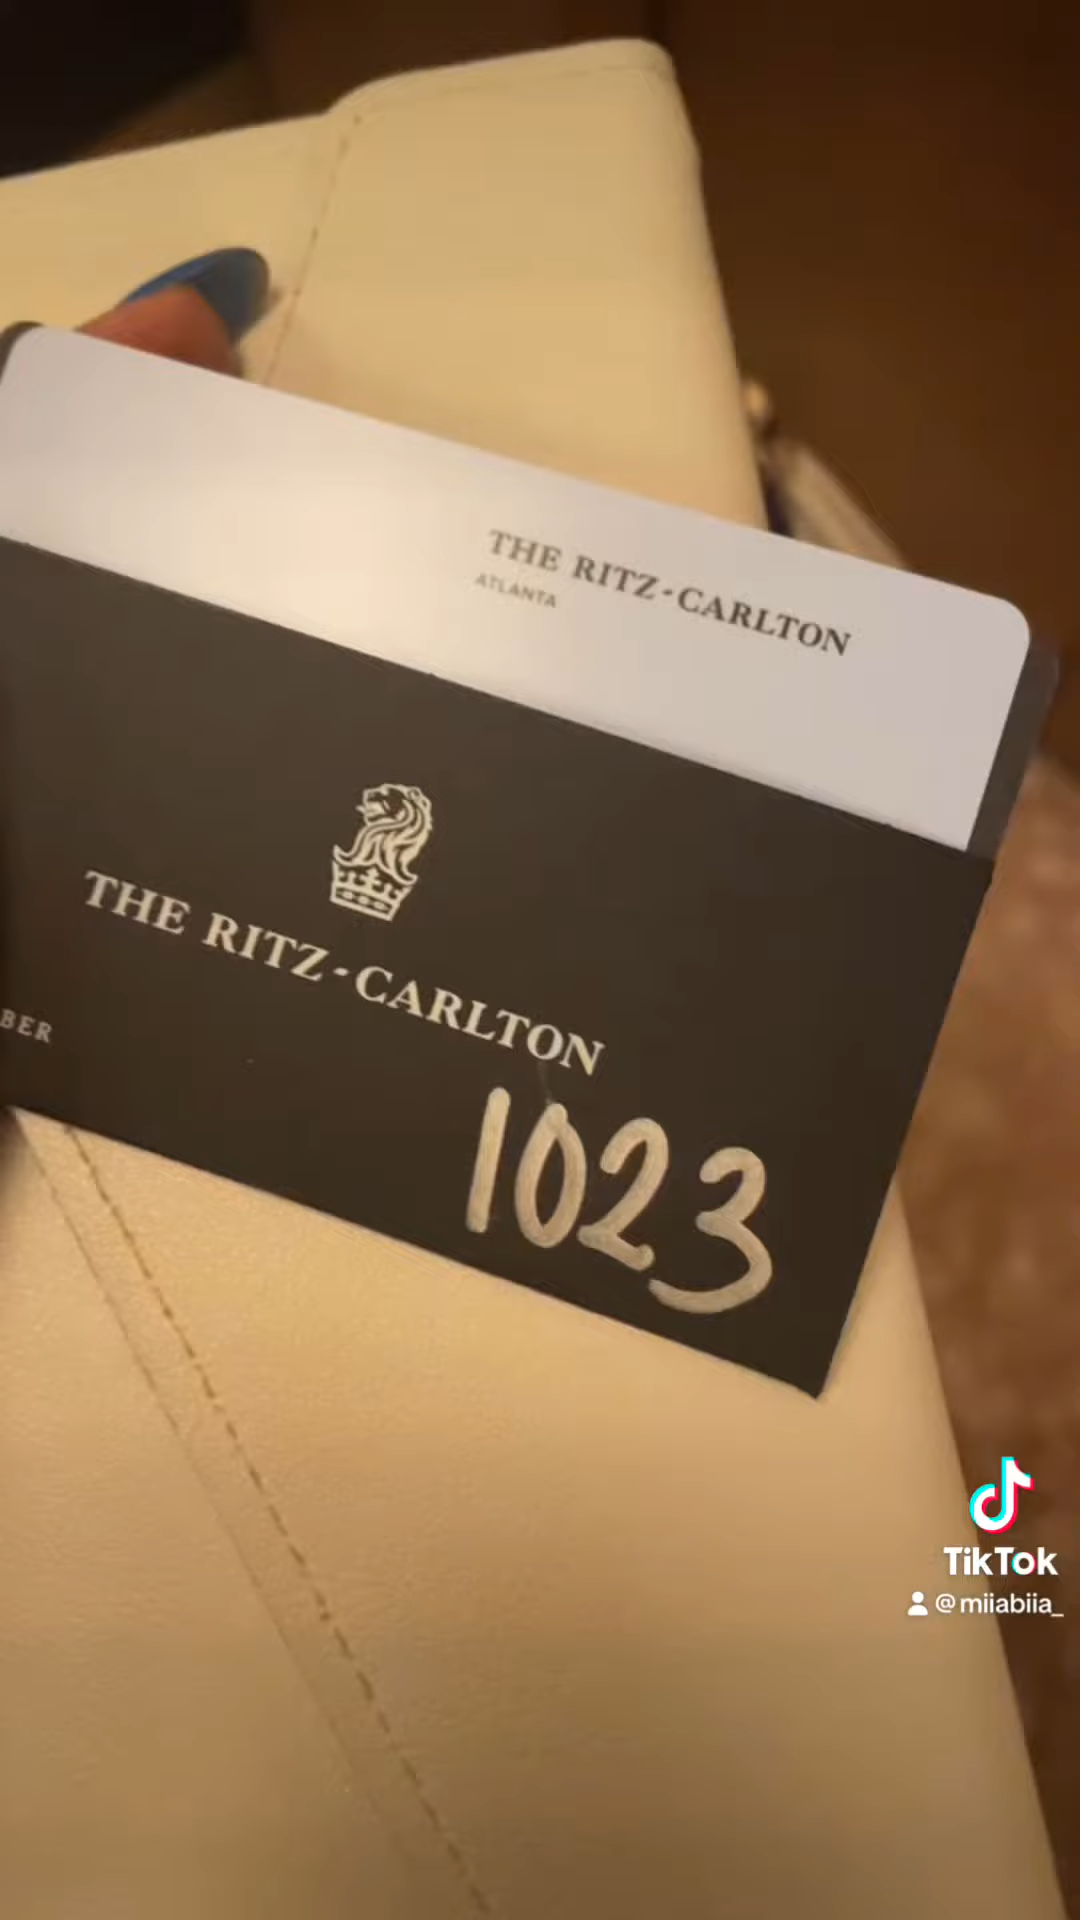 THE RITZ-CARLTON
ATLANTA
THE RITZ-CARLTON
BER
1023
TikTok
@miiabiia_